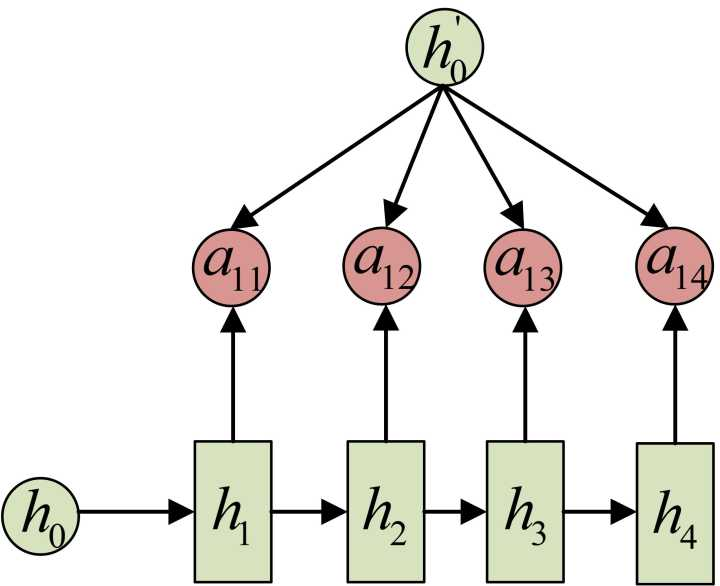 h'₀
a₁₁ a₁₂ a₁₃ a₁₄
h₀ h₁ h₂ h₃ h₄